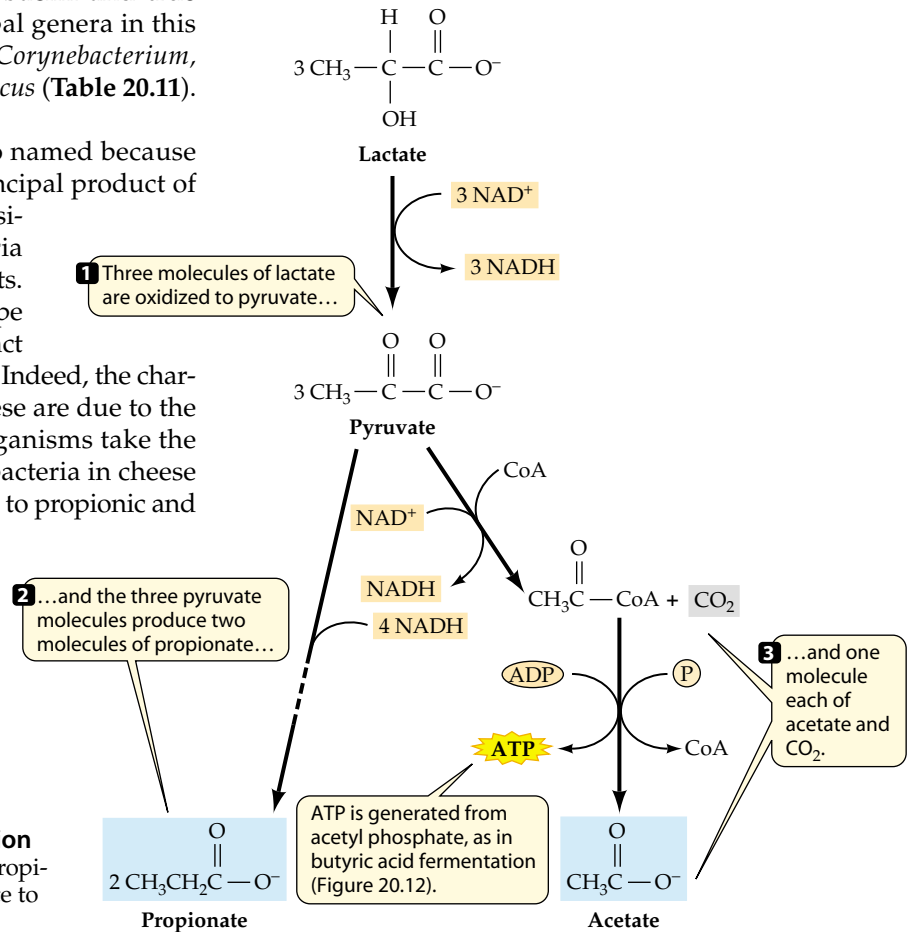 pal genera in this
Corynebacterium,
cus (Table 20.11).
o named because
ncipal product of
si-
ria
ts.
pe
ct
Indeed, the char-
ese are due to the
ganisms take the
bacteria in cheese
to propionic and
H O
3 CH3—C—C—O–
OH
Lactate
3 NAD+
3 NADH
1 Three molecules of lactate
are oxidized to pyruvate…
O O
3 CH3—C—C—O–
Pyruvate
CoA
NAD+
NADH
4 NADH
O
CH3C—CoA + CO2
2 …and the three pyruvate
molecules produce two
molecules of propionate…
3 …and one
molecule
each of
acetate and
CO2.
ADP
P
ATP
CoA
ATP is generated from
acetyl phosphate, as in
butyric acid fermentation
(Figure 20.12).
O
2 CH3CH2C—O–
Propionate
O
CH3C—O–
Acetate
ion
ropi-
e to